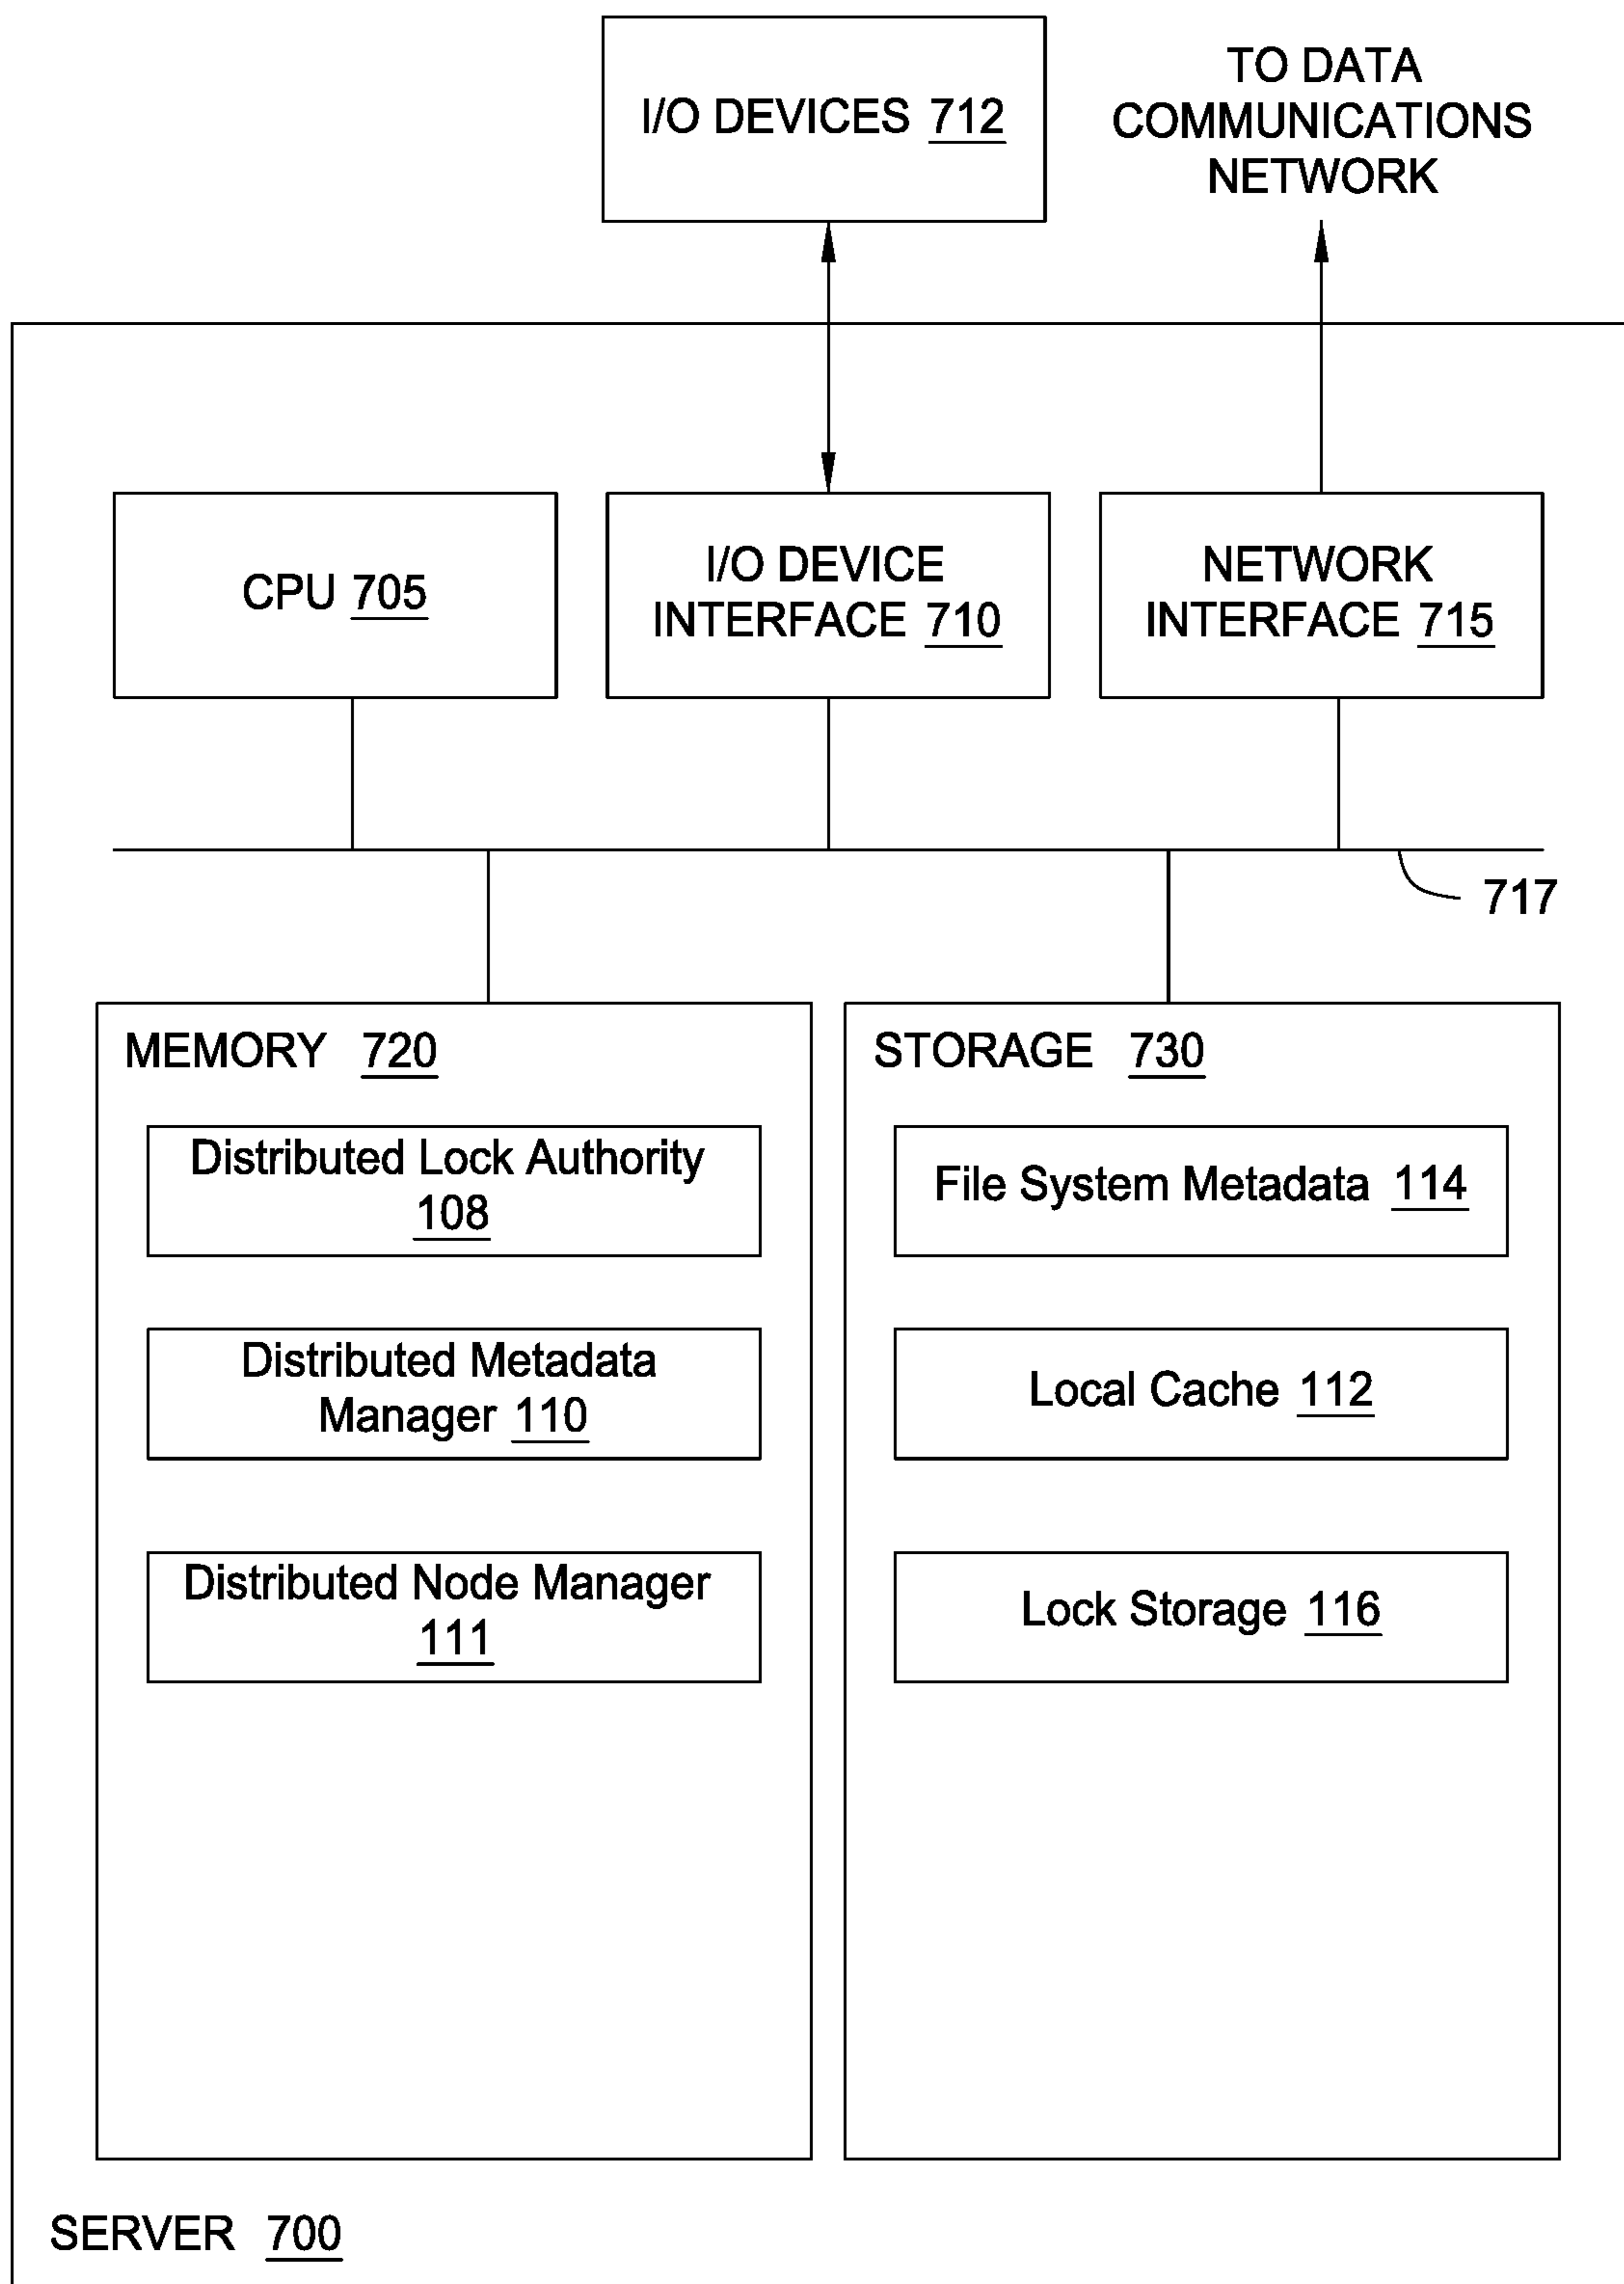 I/O DEVICES 712
TO DATA
COMMUNICATIONS
NETWORK
CPU 705
I/O DEVICE
INTERFACE 710
NETWORK
INTERFACE 715
717
MEMORY 720
Distributed Lock Authority
108
Distributed Metadata
Manager 110
Distributed Node Manager
111
STORAGE 730
File System Metadata 114
Local Cache 112
Lock Storage 116
SERVER 700